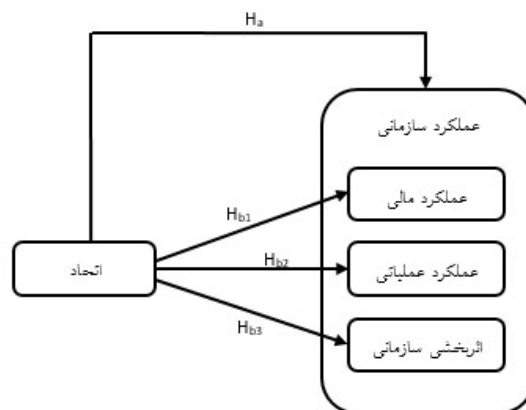 Ha
عملکرد سازمانی
عملکرد مالی
Hb1
اتحاد
Hb2
عملکرد عملیاتی
Hb3
اثربخشی سازمانی